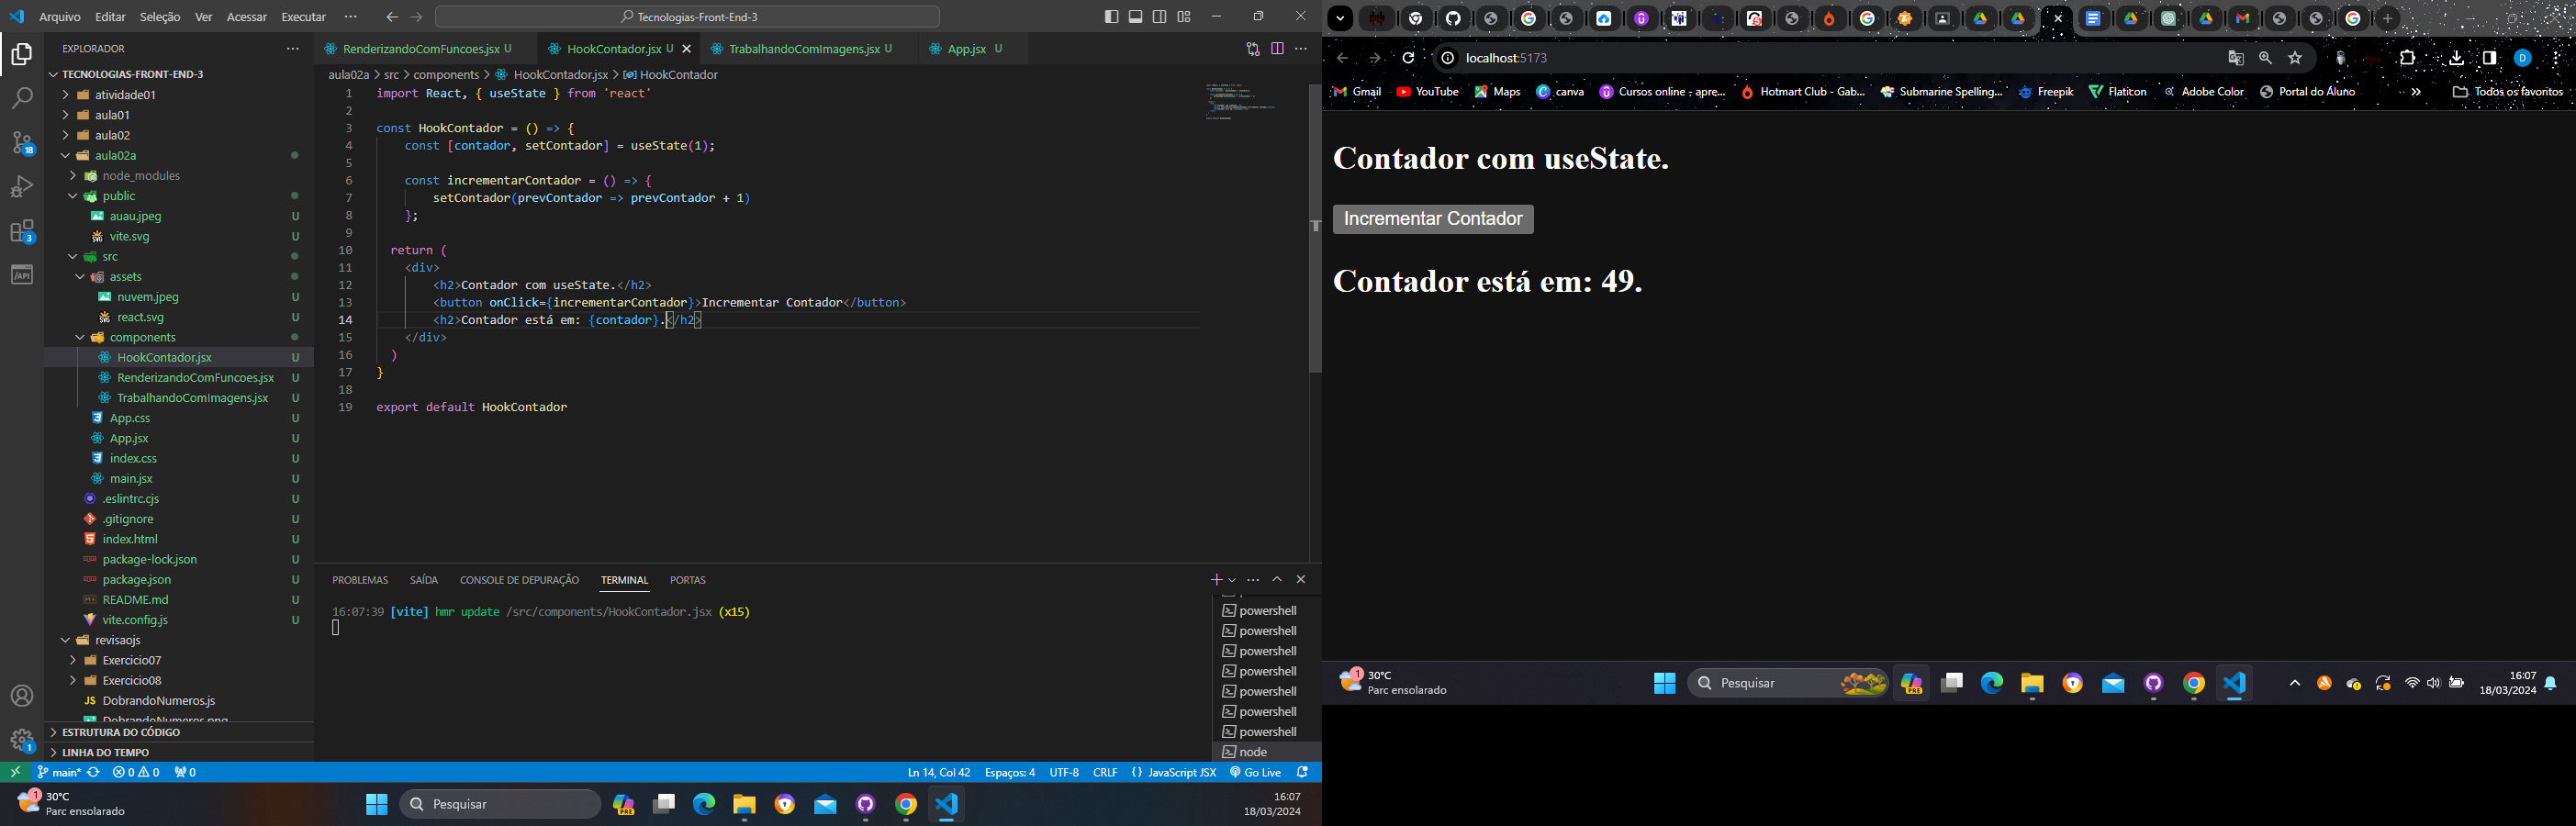 Arquivo Editar Seleção Ver Acessar Executar ···
Tecnologias-Front-End-3
EXPLORADOR
TECNOLOGIAS-FRONT-END-3
atividade01
aula01
aula02
aula02a
node_modules
public
auau.jpeg U
vite.svg U
src
assets
nuvem.jpeg U
react.svg U
components
HookContador.jsx U
RenderizandoComFuncoes.jsx U
TrabalhandoComImagens.jsx U
App.css U
App.jsx U
index.css U
main.jsx U
.eslintrc.cjs U
.gitignore U
index.html U
package-lock.json U
package.json U
README.md U
vite.config.js U
revisaojs
Exercicio07
Exercicio08
JS DobrandoNumeros.js
DobrandoNumeros.png
ESTRUTURA DO CÓDIGO
LINHA DO TEMPO
18
3
/API
1
RenderizandoComFuncoes.jsx U HookContador.jsx U TrabalhandoComImagens.jsx U App.jsx U
aula02a > src > components > HookContador.jsx > HookContador
1 import React, { useState } from 'react'
2
3 const HookContador = () => {
4 const [contador, setContador] = useState(1);
5
6 const incrementarContador = () => {
7 setContador(prevContador => prevContador + 1)
8 };
9
10 return (
11 <div>
12 <h2>Contador com useState.</h2>
13 <button onClick={incrementarContador}>Incrementar Contador</button>
14 <h2>Contador está em: {contador}.</h2>
15 </div>
16 )
17 }
18
19 export default HookContador
PROBLEMAS SAÍDA CONSOLE DE DEPURAÇÃO TERMINAL PORTAS
16:07:39 [vite] hmr update /src/components/HookContador.jsx (x15)
powershell
powershell
powershell
powershell
powershell
powershell
powershell
node
main* 0 0 0
Ln 14, Col 42 Espaços: 4 UTF-8 CRLF {} JavaScript JSX Go Live
1
30°C
Parc ensolarado
Pesquisar
PRE
16:07
18/03/2024
localhost:5173
D
Gmail YouTube Maps canva Cursos online - apre... Hotmart Club - Gab... Submarine Spelling... Freepik Flaticon Adobe Color Portal do Aluno » Todos os favoritos
Contador com useState.
Incrementar Contador
Contador está em: 49.
1
30°C
Parc ensolarado
Pesquisar
PRE
16:07
18/03/2024